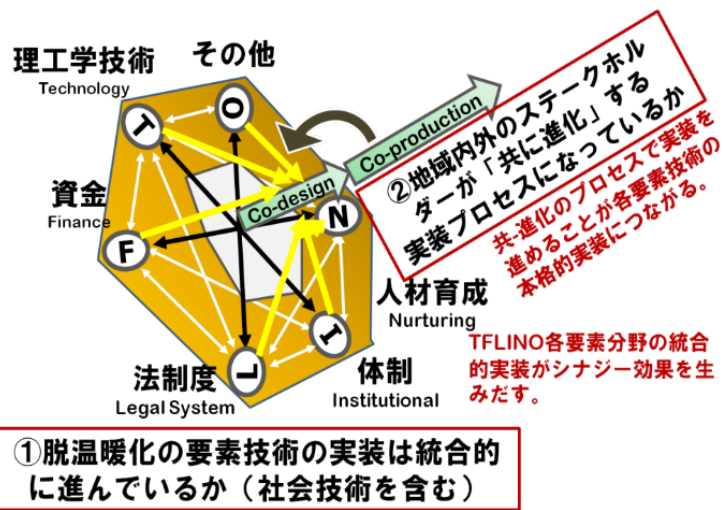 理工学技術
Technology
その他
資金
Finance
T
O
F
N
L
I
Co-design
Co-production
②地域内外のステークホル
ダーが「共に進化」する
実装プロセスになっているか
共-進化のプロセスで実装を
進めることが各要素技術の
本格的実装につながる。
人材育成
Nurturing
TFLINO各要素分野の統合
的実装がシナジー効果を生
みだす。
法制度
Legal System
体制
Institutional
①脱温暖化の要素技術の実装は統合的
に進んでいるか（社会技術を含む）